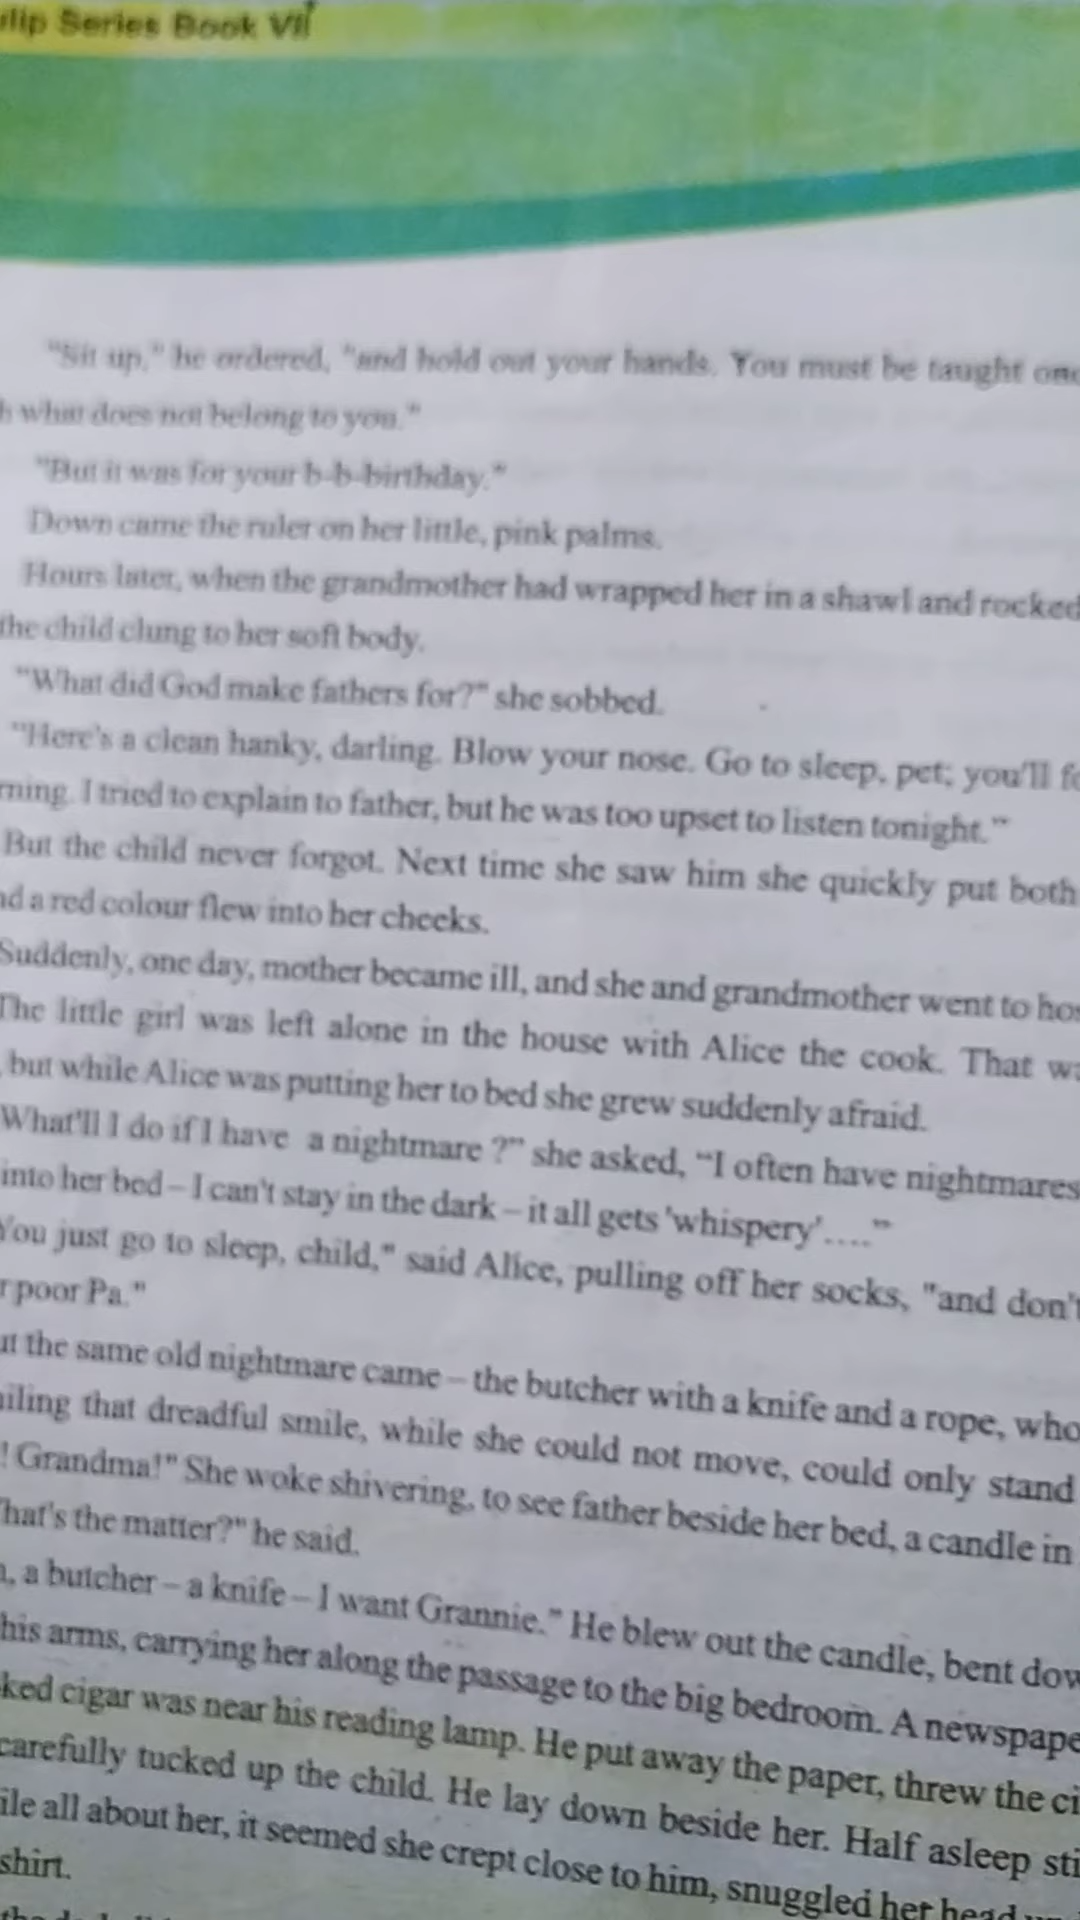 Series Book VII
"Sit up," he ordered, "and hold out your hands. You must be taught
what does not belong to you."
"But it was for your b-b-birthday."
Down came the ruler on her little, pink palms.
Hours later, when the grandmother had wrapped her in a shawl and rocked
the child clung to her soft body.
"What did God make fathers for?" she sobbed.
"Here's a clean hanky, darling. Blow your nose. Go to sleep, pet; you'll
I tried to explain to father, but he was too upset to listen tonight."
But the child never forgot. Next time she saw him she quickly put both
a red colour flew into her cheeks.
Suddenly, one day, mother became ill, and she and grandmother went to
The little girl was left alone in the house with Alice the cook. That
but while Alice was putting her to bed she grew suddenly afraid.
What'll I do if I have a nightmare ?" she asked, "I often have nightmares
into her bed – I can't stay in the dark – it all gets 'whispery'...."
You just go to sleep, child," said Alice, pulling off her socks, "and don't
poor Pa."
the same old nightmare came – the butcher with a knife and a rope, who
that dreadful smile, while she could not move, could only stand
! Grandma!" She woke shivering, to see father beside her bed, a candle in
the matter?" he said.
a butcher – a knife – I want Grannie." He blew out the candle, bent
his arms, carrying her along the passage to the big bedroom. A
cigar was near his reading lamp. He put away the paper, threw the
carefully tucked up the child. He lay down beside her. Half asleep
all about her, it seemed she crept close to him, snuggled her head
shirt.